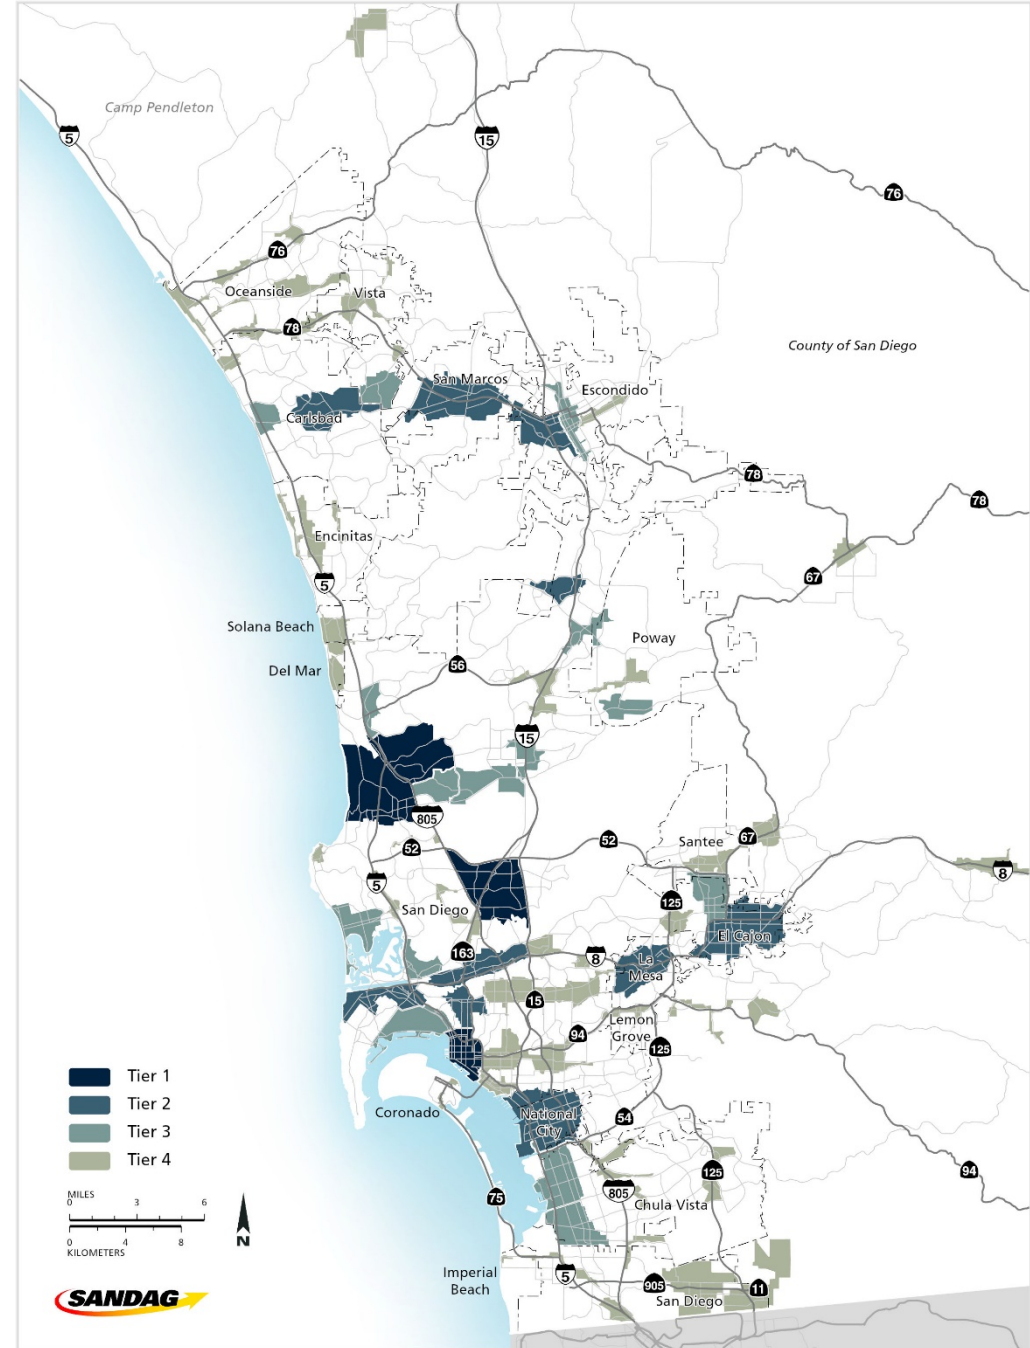 Camp Pendleton
5
15
76
76
Oceanside
Vista
78
County of San Diego
San Marcos
Escondido
Carlsbad
78
78
Encinitas
67
5
Solana Beach
Poway
56
Del Mar
15
805
52
52
Santee
67
8
5
125
San Diego
163
El Cajon
8
La
Mesa
15
94
Lemon
Grove
125
Tier 1
Tier 2
Tier 3
Tier 4
Coronado
National
City
54
125
94
MILES
0 3 6
0 4 8
KILOMETERS
N
75
805
Chula Vista
Imperial
Beach
5
905
11
San Diego
SANDAG